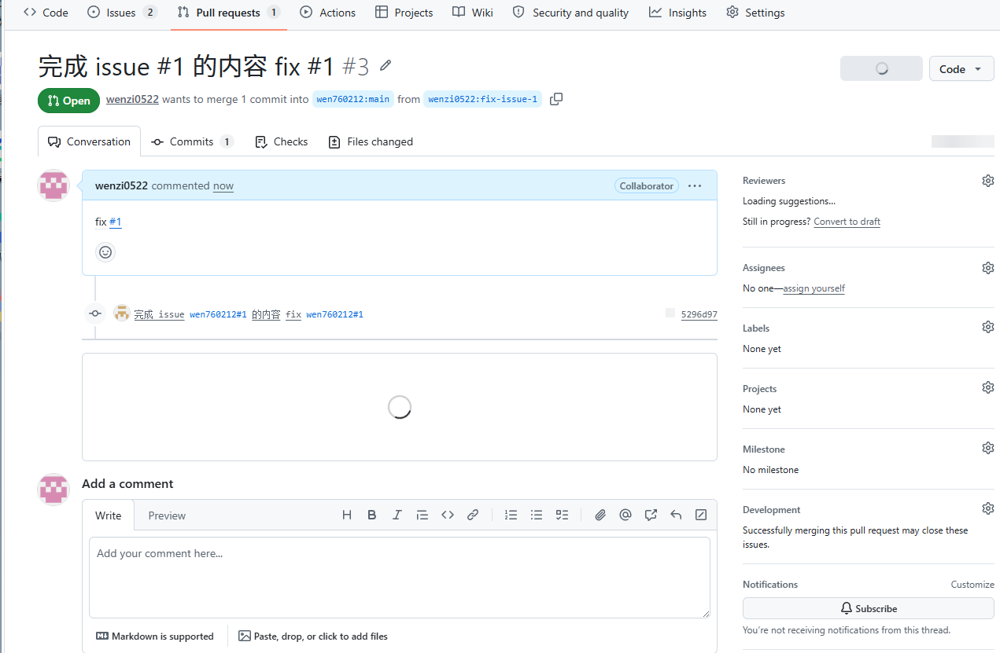 Code Issues 2 Pull requests 1 Actions Projects Wiki Security and quality Insights Settings
完成 issue #1 的内容 fix #1 #3
Code
Open wenzi0522 wants to merge 1 commit into wen760212:main from wenzi0522:fix-issue-1
Conversation Commits 1 Checks Files changed
wenzi0522 commented now Collaborator
fix #1
完成 issue wen760212#1 的内容 fix wen760212#1 5296d97
Add a comment
Write Preview
Add your comment here...
Markdown is supported Paste, drop, or click to add files
Reviewers
Loading suggestions...
Still in progress? Convert to draft
Assignees
No one—assign yourself
Labels
None yet
Projects
None yet
Milestone
No milestone
Development
Successfully merging this pull request may close these
issues.
Notifications Customize
Subscribe
You're not receiving notifications from this thread.